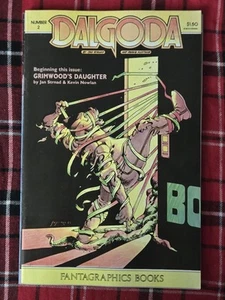 NUMBER
2
DALGODA
$1.50
Beginning this issue:
GRIMWOOD'S DAUGHTER
by Jan Strnad & Kevin Nowlan
BO
FANTAGRAPHICS BOOKS